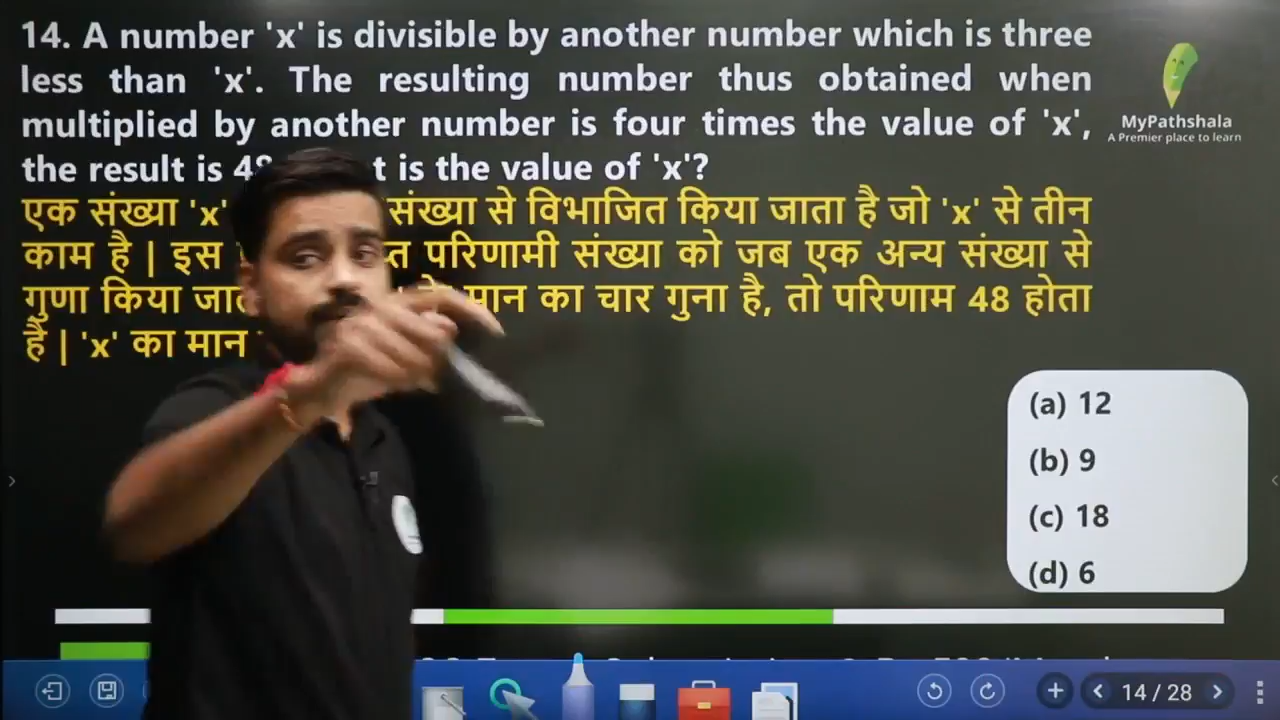 14. A number 'x' is divisible by another number which is three
less than 'x'. The resulting number thus obtained when
multiplied by another number is four times the value of 'x',
the result is is the value of 'x'?
एक संख्या 'x' संख्या से विभाजित किया जाता है जो 'x' से तीन
काम है | इस परिणामी संख्या को जब एक अन्य संख्या से
गुणा किया मान का चार गुना है, तो परिणाम 48 होता
है | 'x' का मान
MyPathshala
A Premier place to learn
(a) 12
(b) 9
(c) 18
(d) 6
14 / 28